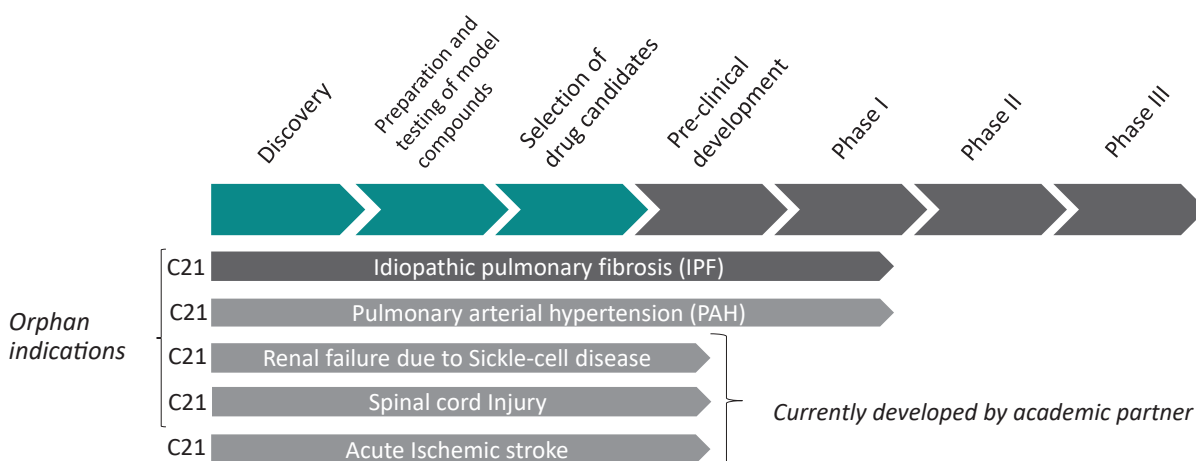 Discovery
Preparation and
testing of model
compounds
Selection of
drug candidates
Pre-clinical
development
Phase I
Phase II
Phase III
C21 Idiopathic pulmonary fibrosis (IPF)
C21 Pulmonary arterial hypertension (PAH)
Orphan
indications
C21 Renal failure due to Sickle-cell disease
C21 Spinal cord Injury
Currently developed by academic partner
C21 Acute Ischemic stroke